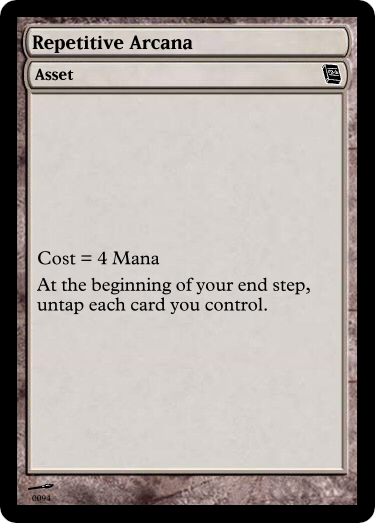 Repetitive Arcana
Asset
Cost = 4 Mana
At the beginning of your end step,
untap each card you control.
0094